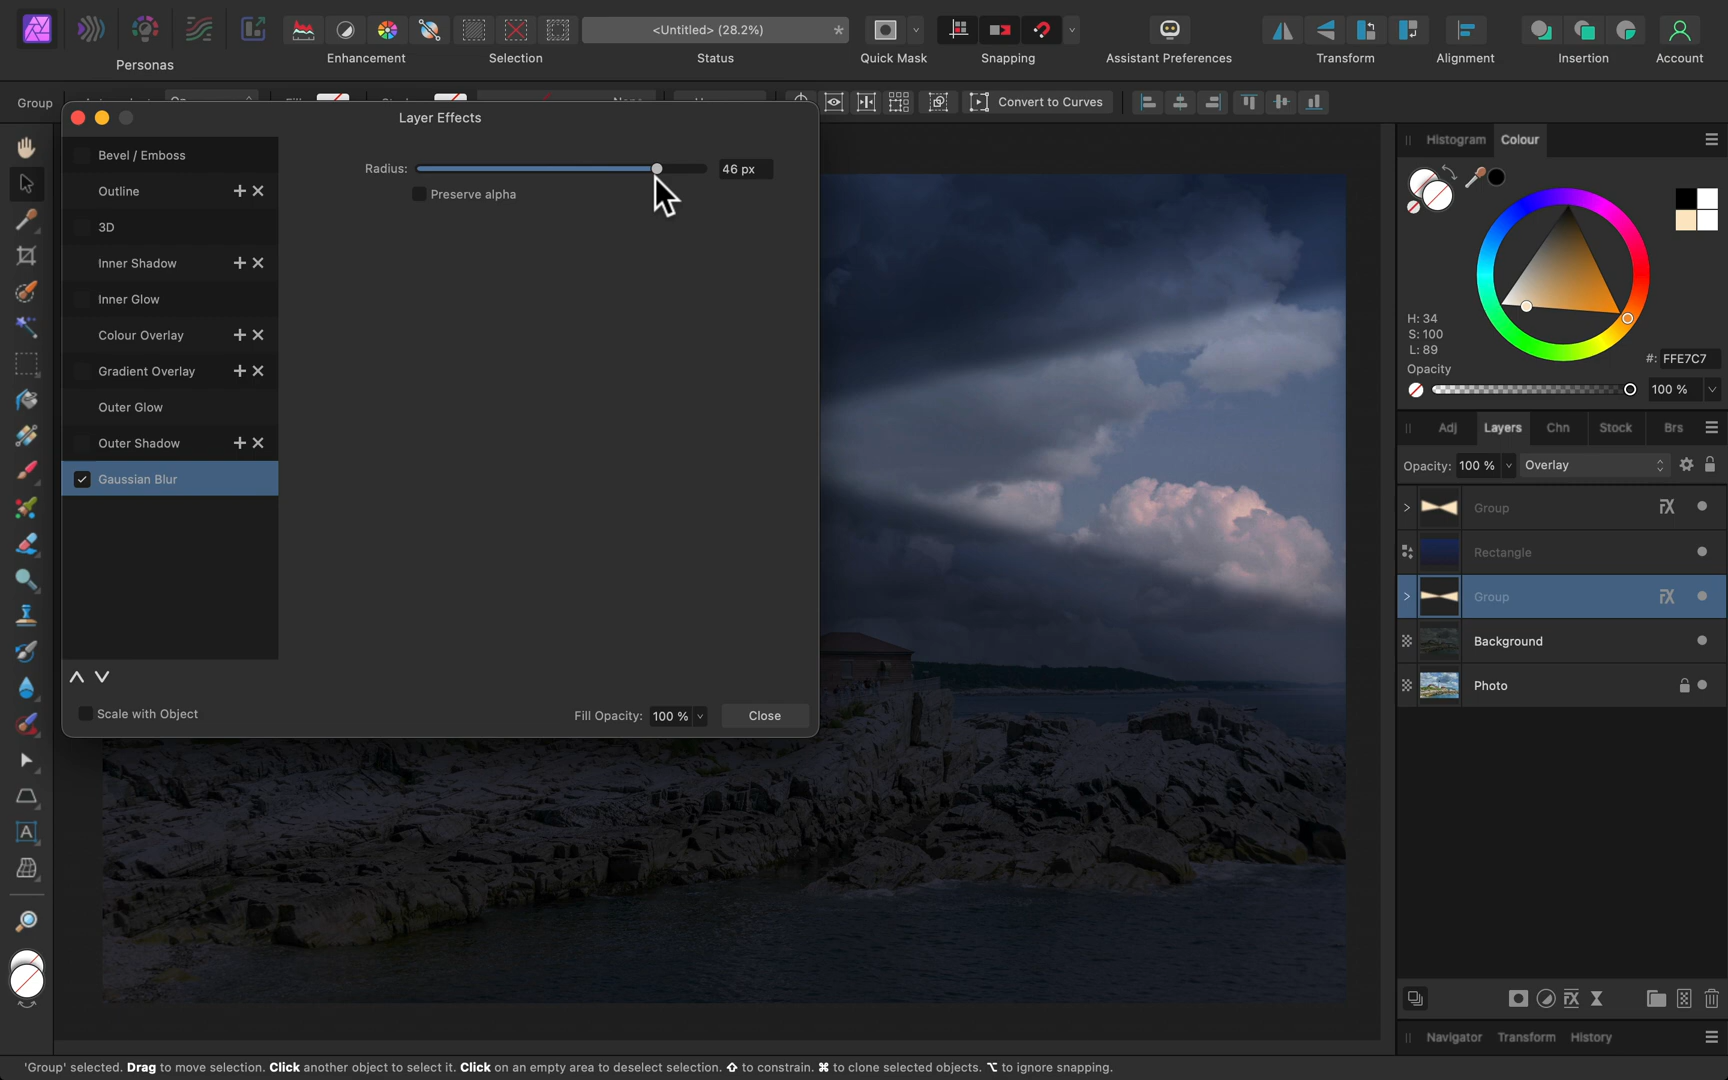 <Untitled> (28.2%)
*
Personas
Enhancement
Selection
Status
Quick Mask
Snapping
Assistant Preferences
Transform
Alignment
Insertion
Account
Group
Convert to Curves
Layer Effects
Bevel / Emboss
Outline
3D
Inner Shadow
Inner Glow
Colour Overlay
Gradient Overlay
Outer Glow
Outer Shadow
Gaussian Blur
Radius:
46 px
Preserve alpha
Scale with Object
Fill Opacity:
100 %
Close
Histogram
Colour
H: 34
S: 100
L: 89
#:
FFE7C7
Opacity
100 %
Adj
Layers
Chn
Stock
Brs
Opacity:
100 %
Overlay
Group
Rectangle
Group
Background
Photo
Navigator
Transform
History
'Group' selected. Drag to move selection. Click another object to select it. Click on an empty area to deselect selection. ⇧ to constrain. ⌘ to clone selected objects. ⌥ to ignore snapping.